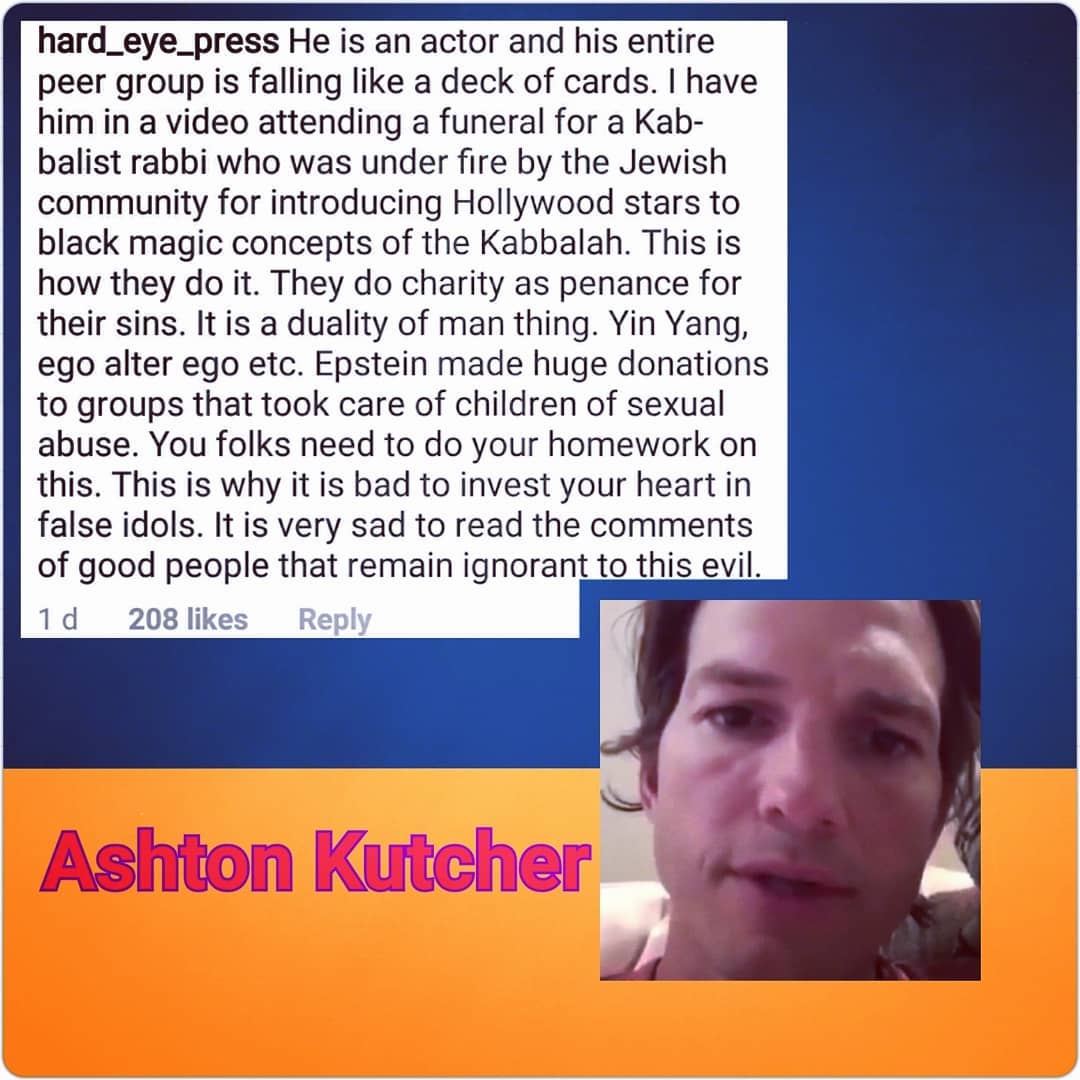 hard_eye_press He is an actor and his entire
peer group is falling like a deck of cards. I have
him in a video attending a funeral for a Kab-
balist rabbi who was under fire by the Jewish
community for introducing Hollywood stars to
black magic concepts of the Kabbalah. This is
how they do it. They do charity as penance for
their sins. It is a duality of man thing. Yin Yang,
ego alter ego etc. Epstein made huge donations
to groups that took care of children of sexual
abuse. You folks need to do your homework on
this. This is why it is bad to invest your heart in
false idols. It is very sad to read the comments
of good people that remain ignorant to this evil.
1 d 208 likes Reply
Ashton Kutcher